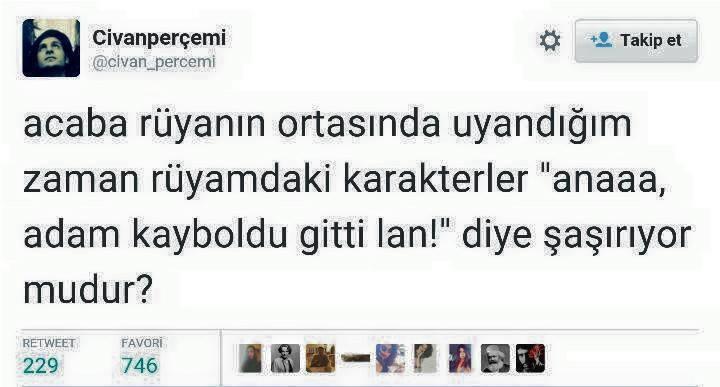 Civanperçemi
@civan_percemi
Takip et
acaba rüyanın ortasında uyandığım
zaman rüyamdaki karakterler "anaaa,
adam kayboldu gitti lan!" diye şaşırıyor
mudur?
RETWEET FAVORİ
229 746